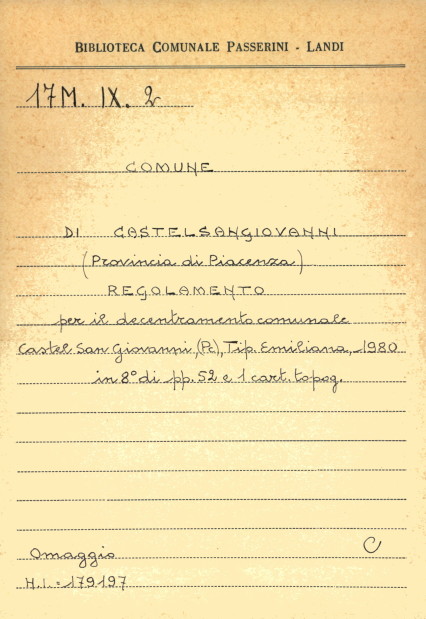 BIBLIOTECA COMUNALE PASSERINI - LANDI
17M. IX. 2
COMUNE
DI CASTELSANGIOVANNI
(Provincia di Piacenza)
REGOLAMENTO
per il decentramento comunale
Castel San Giovanni, (Pc), Tip. Emiliana, 1980
in 8° di pp. 52 e 1 cart. topog.
Omaggio C
H.I. = 179197